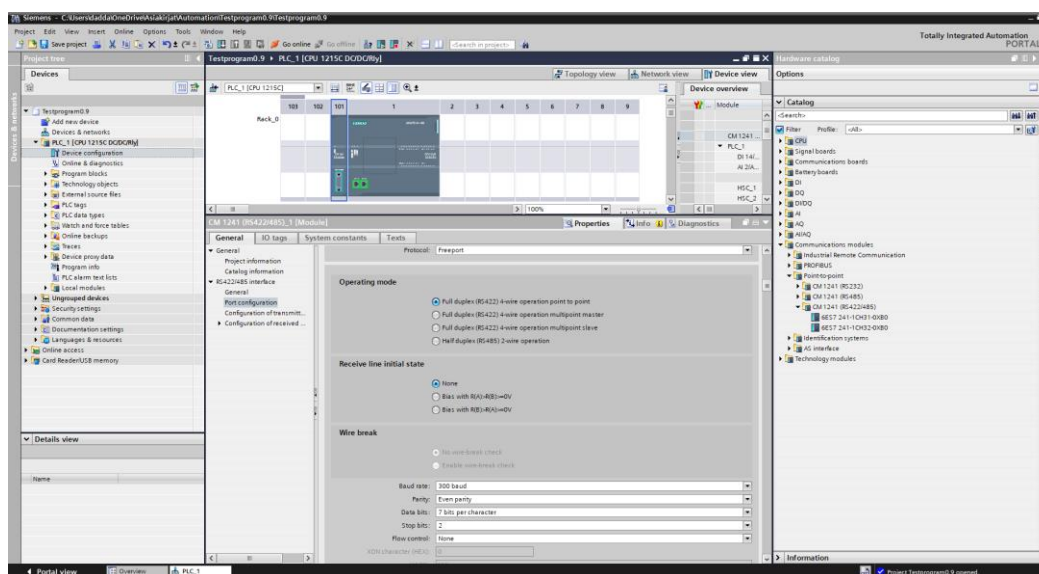 Siemens - C:\Users\dadda\OneDrive\Asiakirjat\Automation\Testprogram0.9\Testprogram0.9
Project Edit View Insert Online Options Tools Window Help
Totally Integrated Automation
PORTAL
Save project
Go online
Go offline
<Search in project>
Project tree
Devices
Testprogram0.9
Add new device
Devices & networks
PLC_1 [CPU 1215C DC/DC/Rly]
Device configuration
Online & diagnostics
Program blocks
Technology objects
External source files
PLC tags
PLC data types
Watch and force tables
Online backups
Traces
Device proxy data
Program info
PLC alarm text lists
Local modules
Ungrouped devices
Security settings
Common data
Documentation settings
Languages & resources
Online access
Card Reader/USB memory
Details view
Name
Devices & networks
Testprogram0.9 PLC_1 [CPU 1215C DC/DC/Rly]
Topology view
Network view
Device view
PLC_1 [CPU 1215C]
Device overview
103 102 101 1 2 3 4 5 6 7 8 9
Rack_0
Module
CM 1241 ...
PLC_1
DI 14/...
AI 2/A...
HSC_1
HSC_2
100%
CM 1241 (RS422/485)_1 [Module]
Properties
Info
Diagnostics
General
IO tags
System constants
Texts
General
Project information
Catalog information
RS422/485 interface
General
Port configuration
Configuration of transmitt...
Configuration of received ...
Protocol: Freeport
Operating mode
Full duplex (RS422) 4-wire operation point to point
Full duplex (RS422) 4-wire operation multipoint master
Full duplex (RS422) 4-wire operation multipoint slave
Half duplex (RS485) 2-wire operation
Receive line initial state
None
Bias with R(A)>R(B)>=0V
Bias with R(B)>R(A)>=0V
Wire break
No wire break check
Enable wire break check
Baud rate: 300 baud
Parity: Even parity
Data bits: 7 bits per character
Stop bits: 2
Flow control: None
XON character (HEX): 0
Hardware catalog
Options
Catalog
<Search>
Filter
Profile: <All>
CPU
Signal boards
Communications boards
Battery boards
DI
DQ
DI/DQ
AI
AQ
AI/AQ
Communications modules
Industrial Remote Communication
PROFIBUS
Point-to-point
CM 1241 (RS232)
CM 1241 (RS485)
CM 1241 (RS422/485)
6ES7 241-1CH31-0XB0
6ES7 241-1CH32-0XB0
Identification systems
AS interface
Technology modules
Information
Portal view
Overview
PLC_1
Project Testprogram0.9 opened.